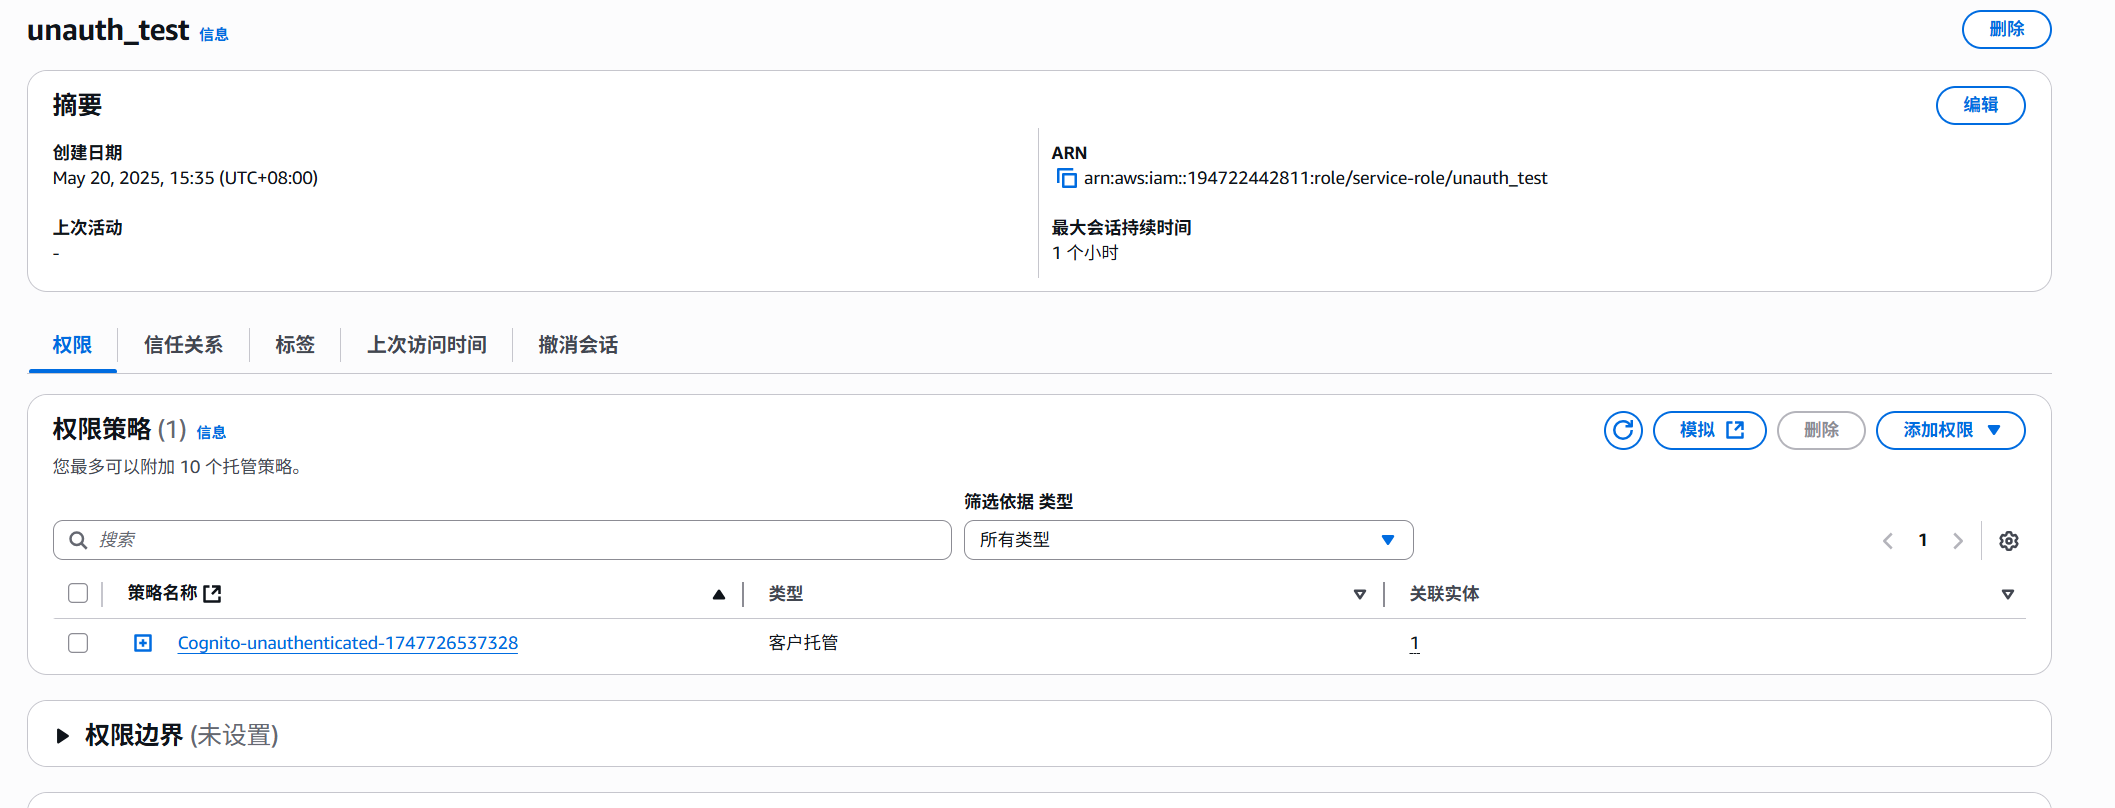 unauth_test 信息
删除
摘要
编辑
创建日期
May 20, 2025, 15:35 (UTC+08:00)
ARN
arn:aws:iam::194722442811:role/service-role/unauth_test
上次活动
-
最大会话持续时间
1 个小时
权限
信任关系
标签
上次访问时间
撤消会话
权限策略 (1) 信息
您最多可以附加 10 个托管策略。
模拟
删除
添加权限
筛选依据 类型
搜索
所有类型
1
策略名称
类型
关联实体
Cognito-unauthenticated-1747726537328
客户托管
1
权限边界 (未设置)